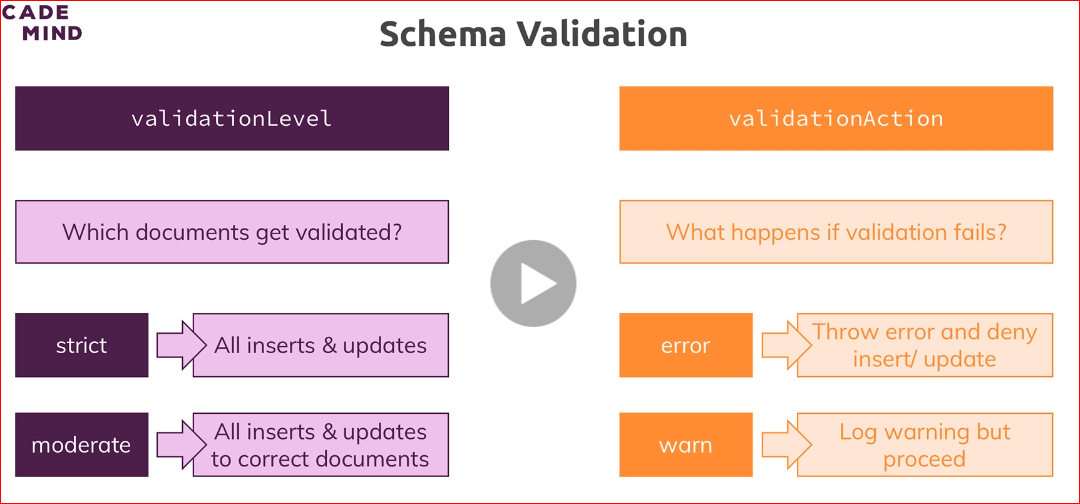 CADE
MIND
Schema Validation
validationLevel
Which documents get validated?
strict
All inserts & updates
moderate
All inserts & updates
to correct documents
validationAction
What happens if validation fails?
error
Throw error and deny
insert/ update
warn
Log warning but
proceed